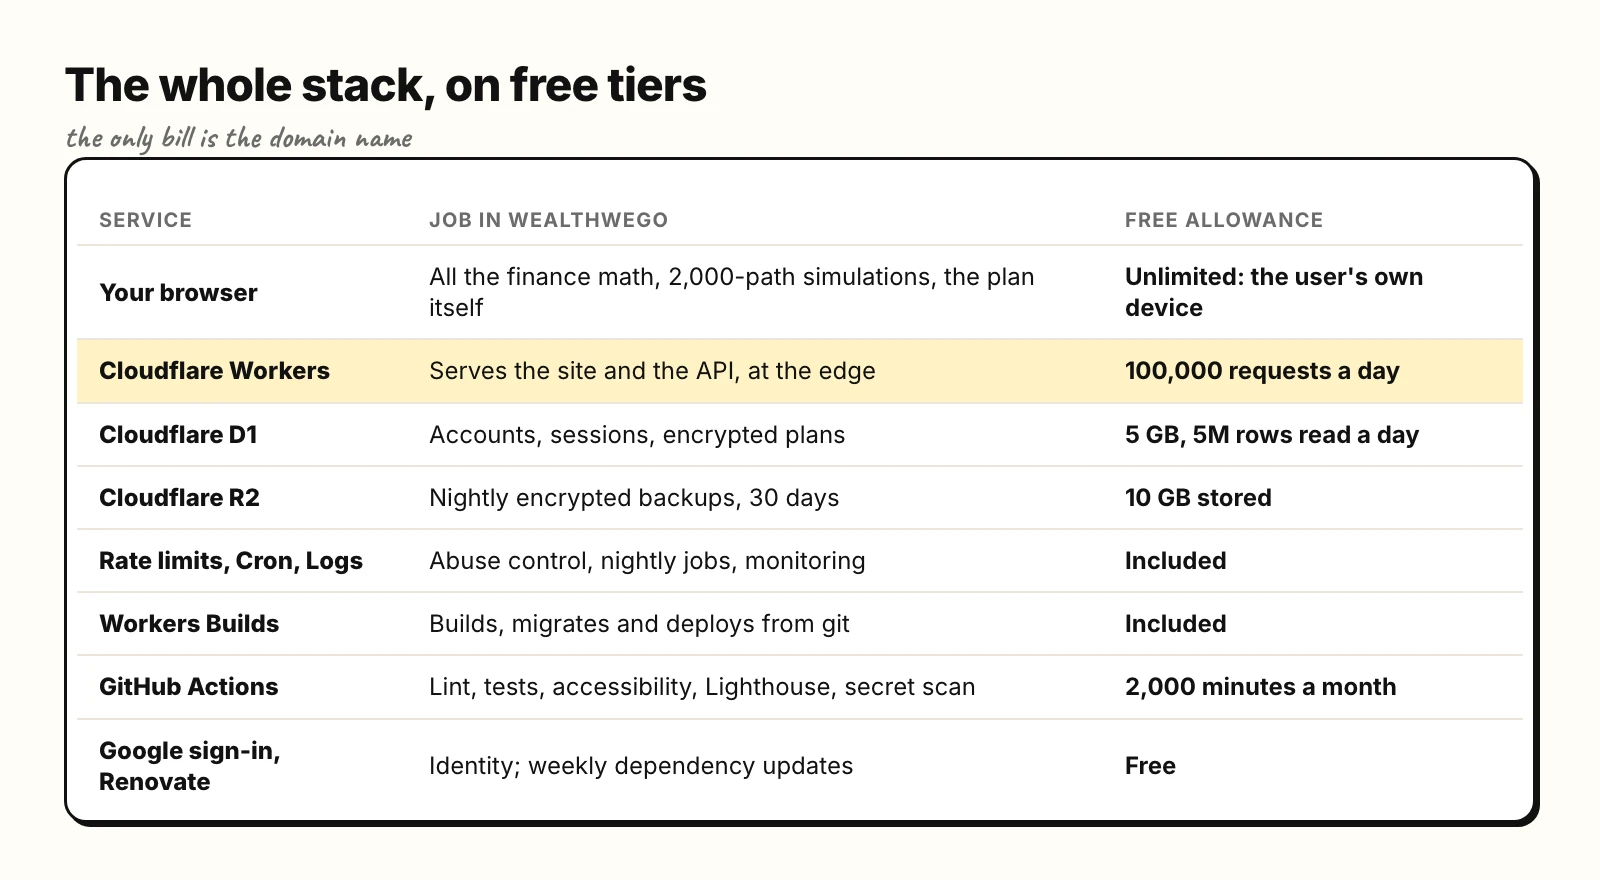 The whole stack, on free tiers
the only bill is the domain name
SERVICE JOB IN WEALTHWEGO FREE ALLOWANCE
Your browser All the finance math, 2,000-path simulations, the plan Unlimited: the user's own
itself device
Cloudflare Workers Serves the site and the API, at the edge 100,000 requests a day
Cloudflare D1 Accounts, sessions, encrypted plans 5 GB, 5M rows read a day
Cloudflare R2 Nightly encrypted backups, 30 days 10 GB stored
Rate limits, Cron, Logs Abuse control, nightly jobs, monitoring Included
Workers Builds Builds, migrates and deploys from git Included
GitHub Actions Lint, tests, accessibility, Lighthouse, secret scan 2,000 minutes a month
Google sign-in,
Renovate Identity; weekly dependency updates Free